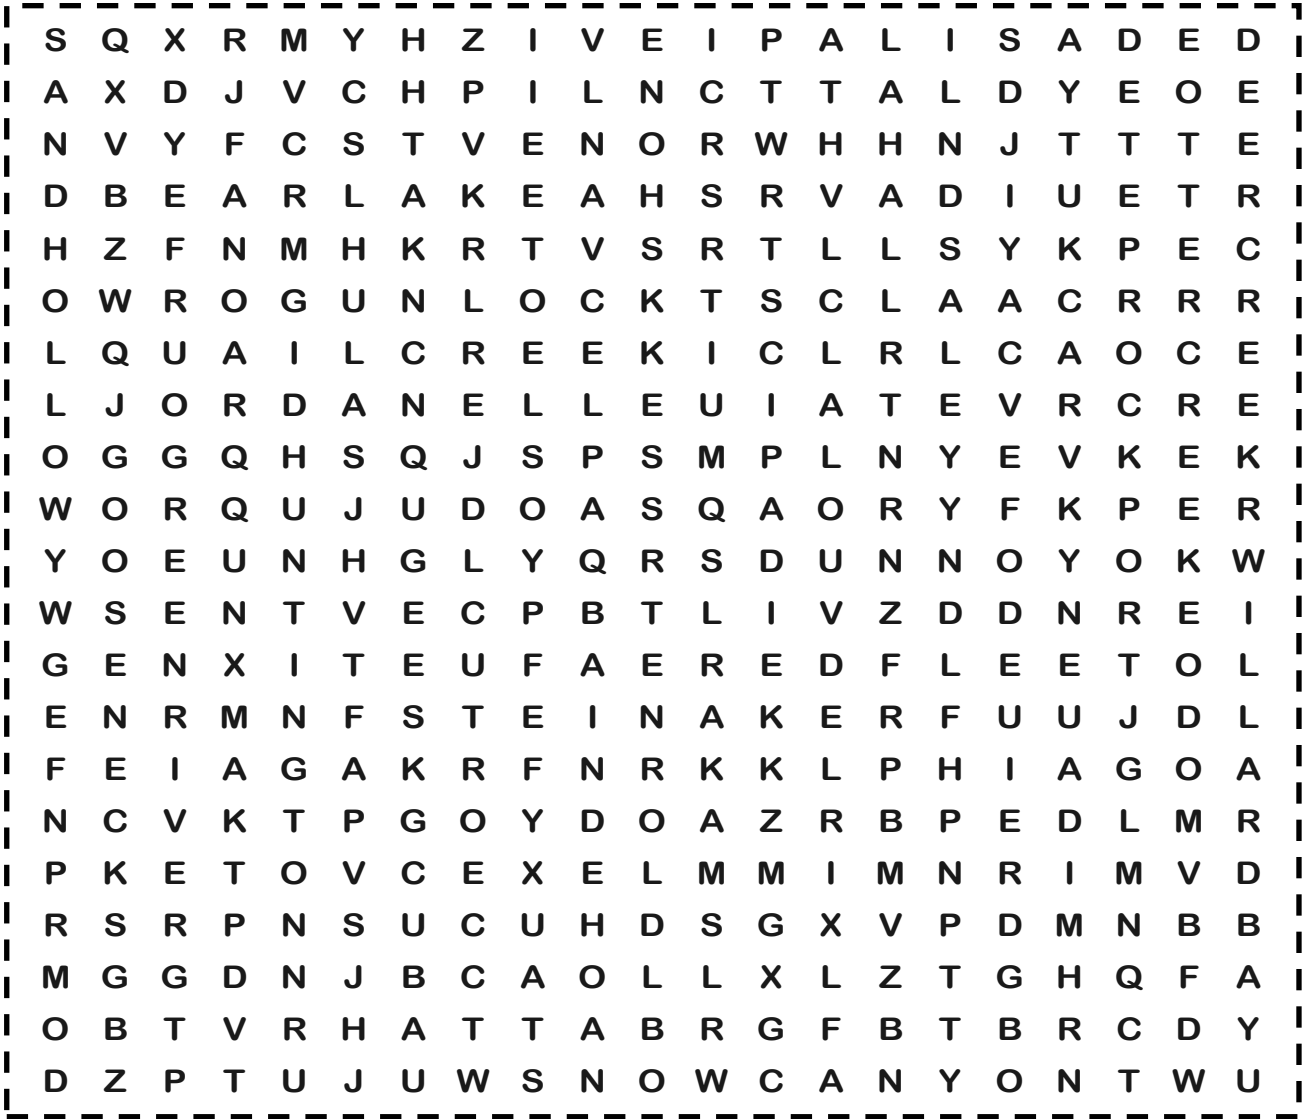 S Q X R M Y H Z I V E I P A L I S A D E D
A X D J V C H P I L N C T T A L D Y E O E
N V Y F C S T V E N O R W H H N J T T T E
D B E A R L A K E A H S R V A D I U E T R
H Z F N M H K R T V S R T L L S Y K P E C
O W R O G U N L O C K T S C L A A C R R R
L Q U A I L C R E E K I C L R L C A O C E
L J O R D A N E L L E U I A T E V R C R E
O G G Q H S Q J S P S M P L N Y E V K E K
W O R Q U J U D O A S Q A O R Y F K P E R
Y O E U N H G L Y Q R S D U N N O Y O K W
W S E N T V E C P B T L I V Z D D N R E I
G E N X I T E U F A E R E D F L E E T O L
E N R M N F S T E I N A K E R F U U J D L
F E I A G A K R F N R K K L P H I A G O A
N C V K T P G O Y D O A Z R B P E D L M R
P K E T O V C E X E L M M I M N R I M V D
R S R P N S U C U H D S G X V P D M N B B
M G G D N J B C A O L L X L Z T G H Q F A
O B T V R H A T T A B R G F B T B R C D Y
D Z P T U J U W S N O W C A N Y O N T W U